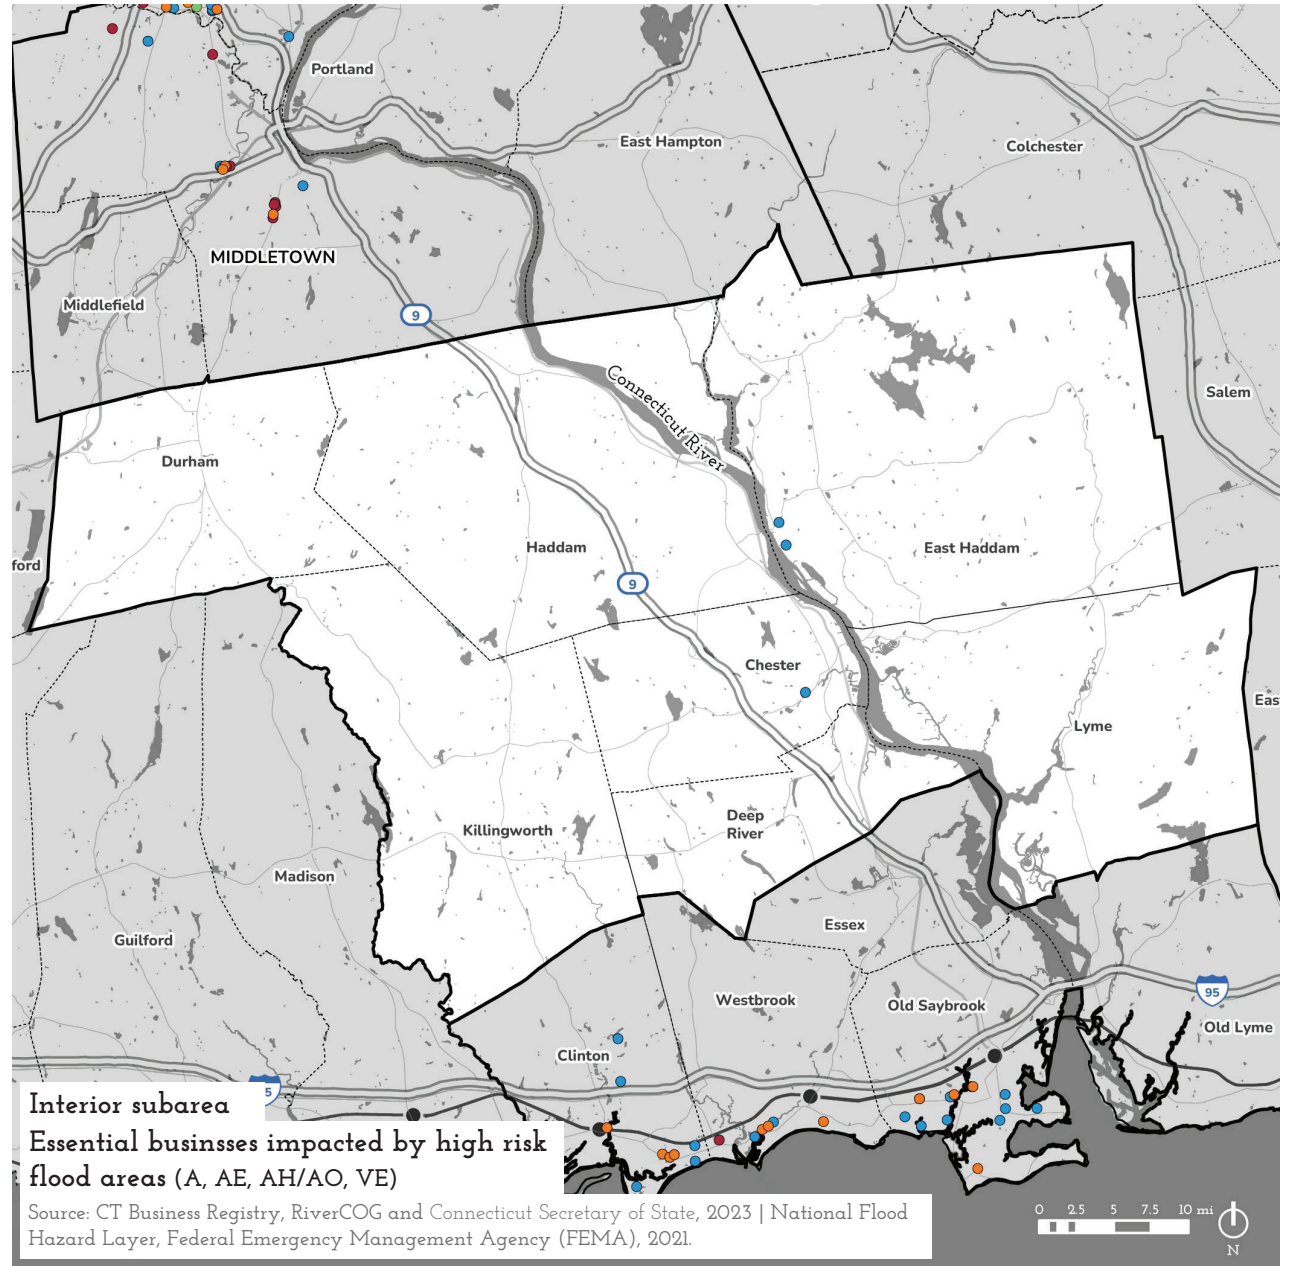 Portland
East Hampton
Colchester
MIDDLETOWN
Middlefield
9
Connecticut River
Salem
Durham
ford
Haddam
East Haddam
9
Chester
Eas
Lyme
Deep
River
Killingworth
Madison
Essex
Guilford
Westbrook
Old Saybrook
95
Old Lyme
Clinton
5
Interior subarea
Essential businsses impacted by high risk
flood areas (A, AE, AH/AO, VE)
Source: CT Business Registry, RiverCOG and Connecticut Secretary of State, 2023 | National Flood
Hazard Layer, Federal Emergency Management Agency (FEMA), 2021.
0 2.5 5 7.5 10 mi
N